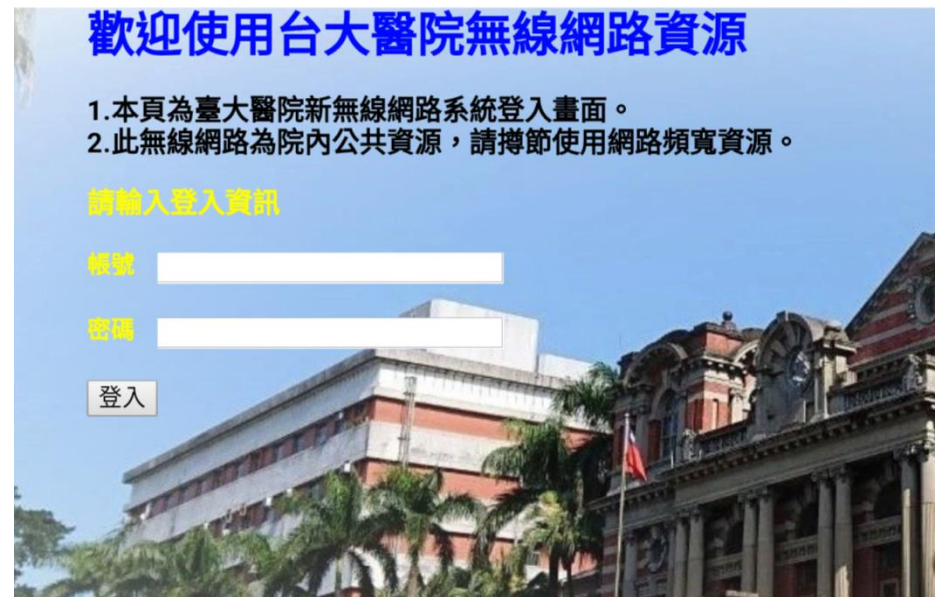 歡迎使用台大醫院無線網路資源
1.本頁為臺大醫院新無線網路系統登入畫面。
2.此無線網路為院內公共資源，請撙節使用網路頻寬資源。
請輸入登入資訊
帳號
密碼
登入